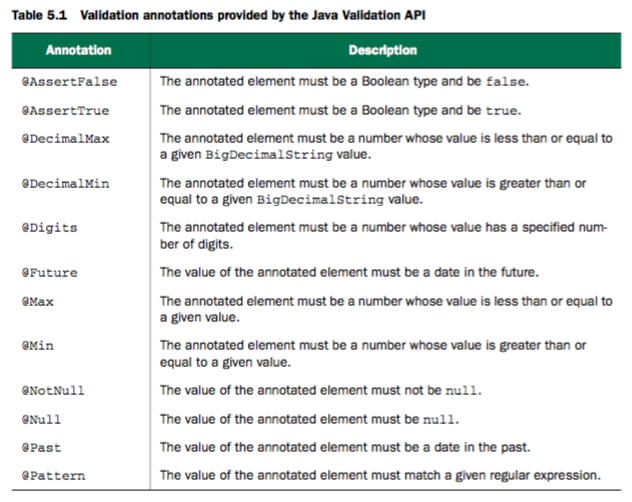 Table 5.1 Validation annotations provided by the Java Validation API
Annotation Description
@AssertFalse The annotated element must be a Boolean type and be false.
@AssertTrue The annotated element must be a Boolean type and be true.
@DecimalMax The annotated element must be a number whose value is less than or equal to
a given BigDecimalString value.
@DecimalMin The annotated element must be a number whose value is greater than or
equal to a given BigDecimalString value.
@Digits The annotated element must be a number whose value has a specified num-
ber of digits.
@Future The value of the annotated element must be a date in the future.
@Max The annotated element must be a number whose value is less than or equal to
a given value.
@Min The annotated element must be a number whose value is greater than or
equal to a given value.
@NotNull The value of the annotated element must not be null.
@Null The value of the annotated element must be null.
@Past The value of the annotated element must be a date in the past.
@Pattern The value of the annotated element must match a given regular expression.